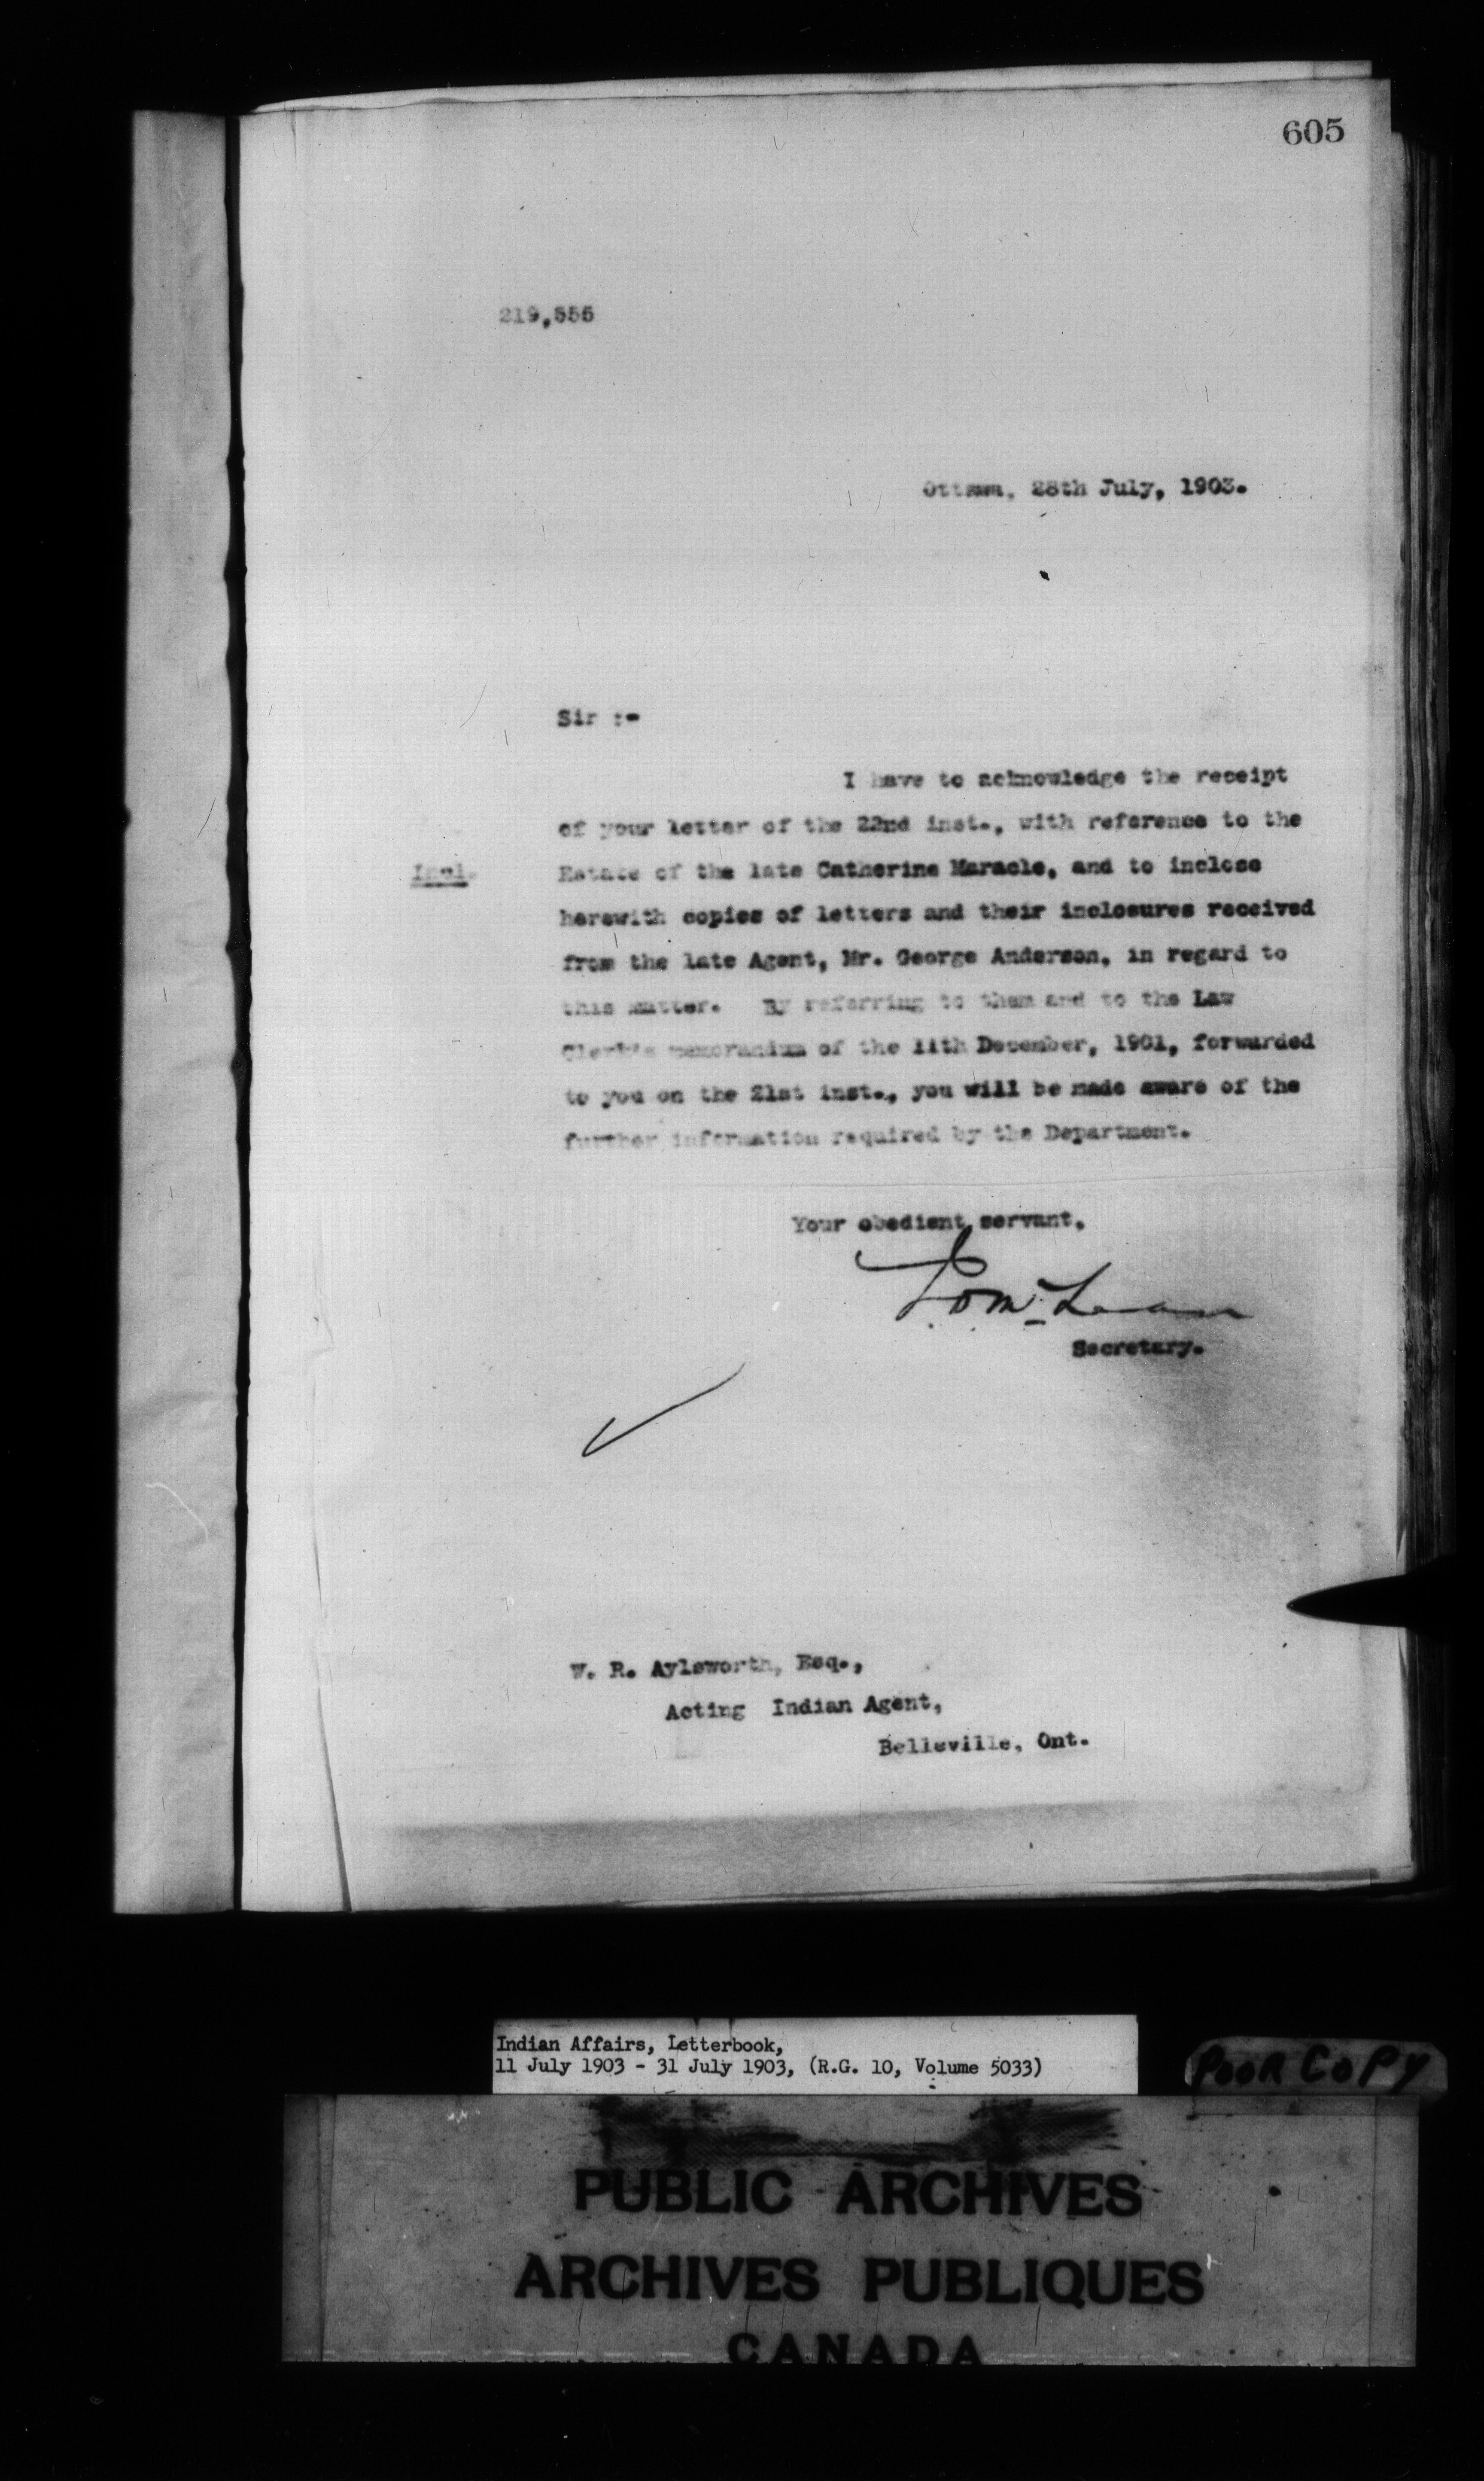 605
219,555
Ottawa, 28th July, 1903.
Sir :-
I have to acknowledge the receipt
of your letter of the 22nd inst., with reference to the
Incl. Estate of the late Catherine Maracle, and to inclose
herewith copies of letters and their inclosures received
from the late Agent, Mr. George Anderson, in regard to
this matter. By referring to them and to the Law
Clerk's memorandum of the 11th December, 1901, forwarded
to you on the 21st inst., you will be made aware of the
further information required by the Department.
Your obedient servant,
McLean
Secretary.
W. R. Aylsworth, Esq.,
Acting Indian Agent,
Belleville, Ont.
Indian Affairs, Letterbook,
11 July 1903 - 31 July 1903, (R.G. 10, Volume 5033)
POOR COPY
PUBLIC ARCHIVES
ARCHIVES PUBLIQUES
CANADA